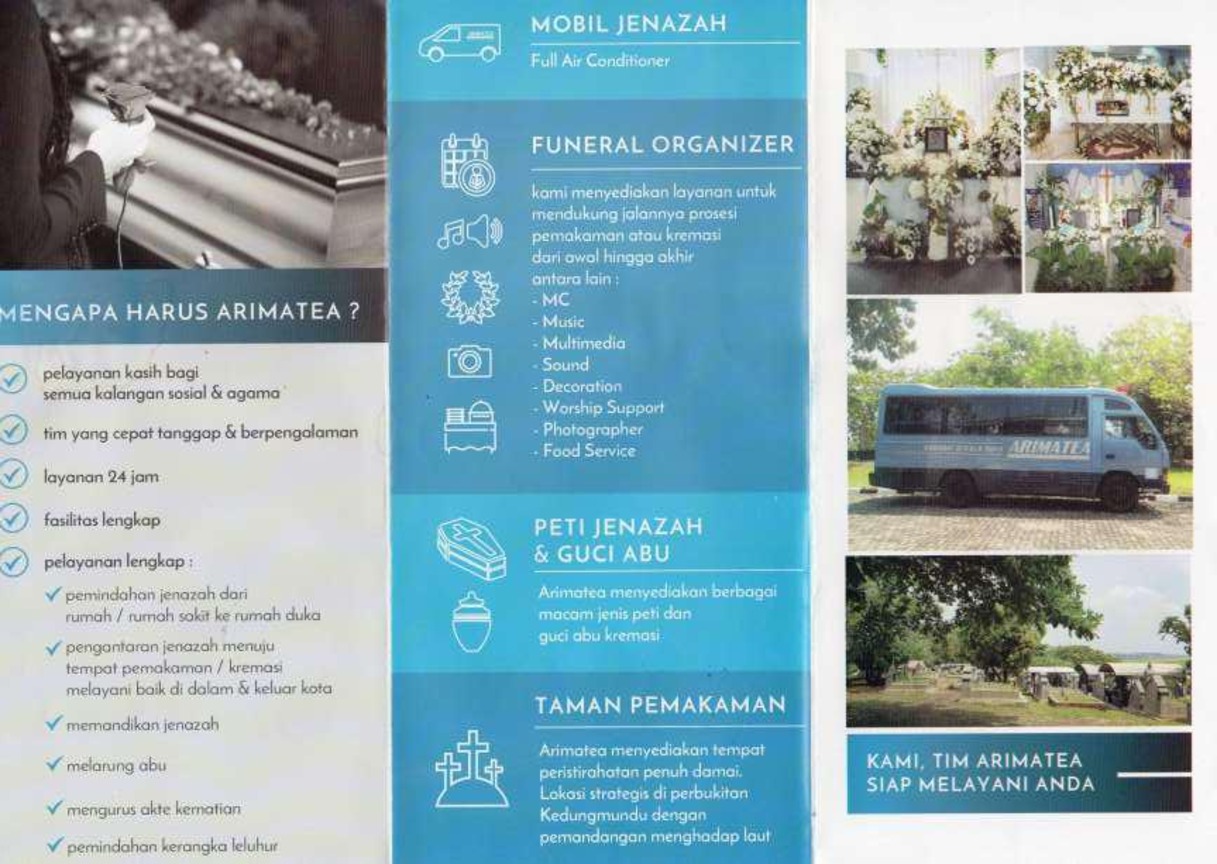 MENGAPA HARUS ARIMATEA ?
pelayanan kasih bagi
semua kalangan sosial & agama
tim yang cepat tanggap & berpengalaman
layanan 24 jam
fasilitas lengkap
pelayanan lengkap :
pemindahan jenazah dari
rumah / rumah sakit ke rumah duka
pengantaran jenazah menuju
tempat pemakaman / kremasi
melayani baik di dalam & keluar kota
memandikan jenazah
melarung abu
mengurus akte kematian
pemindahan kerangka leluhur
MOBIL JENAZAH
Full Air Conditioner
FUNERAL ORGANIZER
kami menyediakan layanan untuk
mendukung jalannya prosesi
pemakaman atau kremasi
dari awal hingga akhir
antara lain :
- MC
- Music
- Multimedia
- Sound
- Decoration
- Worship Support
- Photographer
- Food Service
PETI JENAZAH
& GUCI ABU
Arimatea menyediakan berbagai
macam jenis peti dan
guci abu kremasi
TAMAN PEMAKAMAN
Arimatea menyediakan tempat
peristirahatan penuh damai.
Lokasi strategis di perbukitan
Kedungmundu dengan
pemandangan menghadap laut
ARIMATEA
KAMI, TIM ARIMATEA
SIAP MELAYANI ANDA